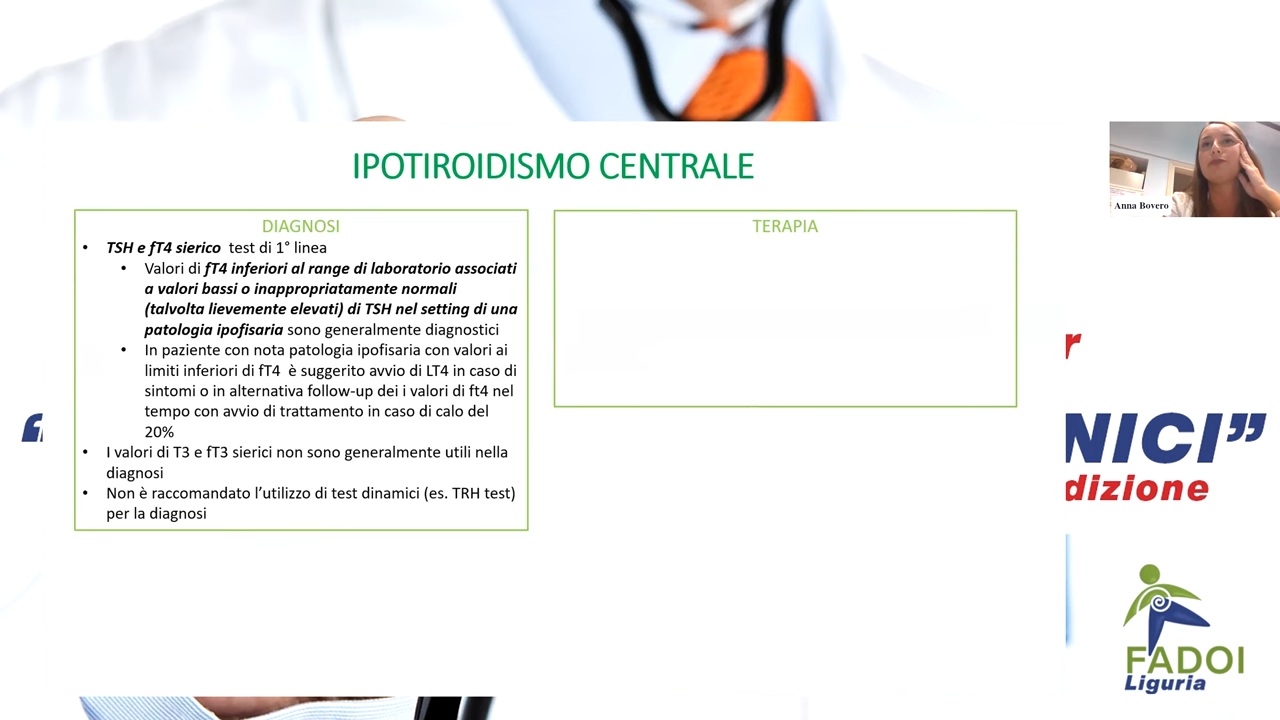 IPOTIROIDISMO CENTRALE
DIAGNOSI
• TSH e fT4 sierico test di 1° linea
• Valori di fT4 inferiori al range di laboratorio associati
a valori bassi o inappropriatamente normali
(talvolta lievemente elevati) di TSH nel setting di una
patologia ipofisaria sono generalmente diagnostici
• In paziente con nota patologia ipofisaria con valori ai
limiti inferiori di fT4 è suggerito avvio di LT4 in caso di
sintomi o in alternativa follow-up dei i valori di ft4 nel
tempo con avvio di trattamento in caso di calo del
20%
• I valori di T3 e fT3 sierici non sono generalmente utili nella
diagnosi
• Non è raccomandato l’utilizzo di test dinamici (es. TRH test)
per la diagnosi
TERAPIA
Anna Bovero
r
“
NICI”
dizione
FADOI
Liguria